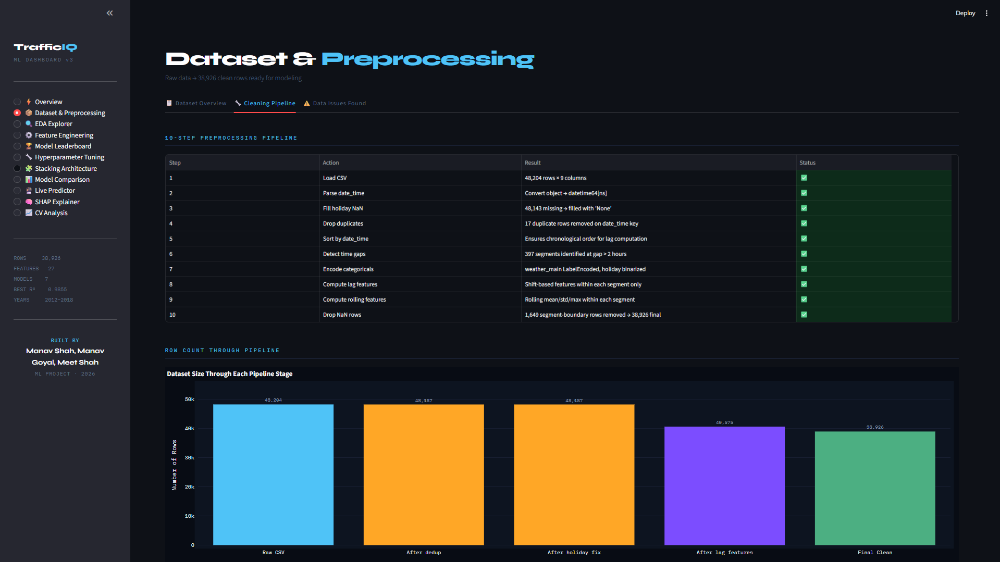 Deploy
TrafficIQ
ML DASHBOARD v3
Overview
Dataset & Preprocessing
EDA Explorer
Feature Engineering
Model Leaderboard
Hyperparameter Tuning
Stacking Architecture
Model Comparison
Live Predictor
SHAP Explainer
CV Analysis
ROWS 38,926
FEATURES 27
MODELS 7
BEST R² 0.9855
YEARS 2012–2018
BUILT BY
Manav Shah, Manav
Goyal, Meet Shah
ML PROJECT · 2026
Dataset & Preprocessing
Raw data → 38,926 clean rows ready for modeling
Dataset Overview Cleaning Pipeline Data Issues Found
10-STEP PREPROCESSING PIPELINE
Step Action Result Status
1 Load CSV 48,204 rows × 9 columns
2 Parse date_time Convert object → datetime64[ns]
3 Fill holiday NaN 48,143 missing → filled with 'None'
4 Drop duplicates 17 duplicate rows removed on date_time key
5 Sort by date_time Ensures chronological order for lag computation
6 Detect time gaps 397 segments identified at gap > 2 hours
7 Encode categoricals weather_main LabelEncoded, holiday binarized
8 Compute lag features Shift-based features within each segment only
9 Compute rolling features Rolling mean/std/max within each segment
10 Drop NaN rows 1,649 segment-boundary rows removed → 38,926 final
ROW COUNT THROUGH PIPELINE
Dataset Size Through Each Pipeline Stage
Number of Rows
50k
40k
30k
20k
10k
0
48,204 48,187 48,187 40,575 38,926
Raw CSV After dedup After holiday fix After lag features Final Clean